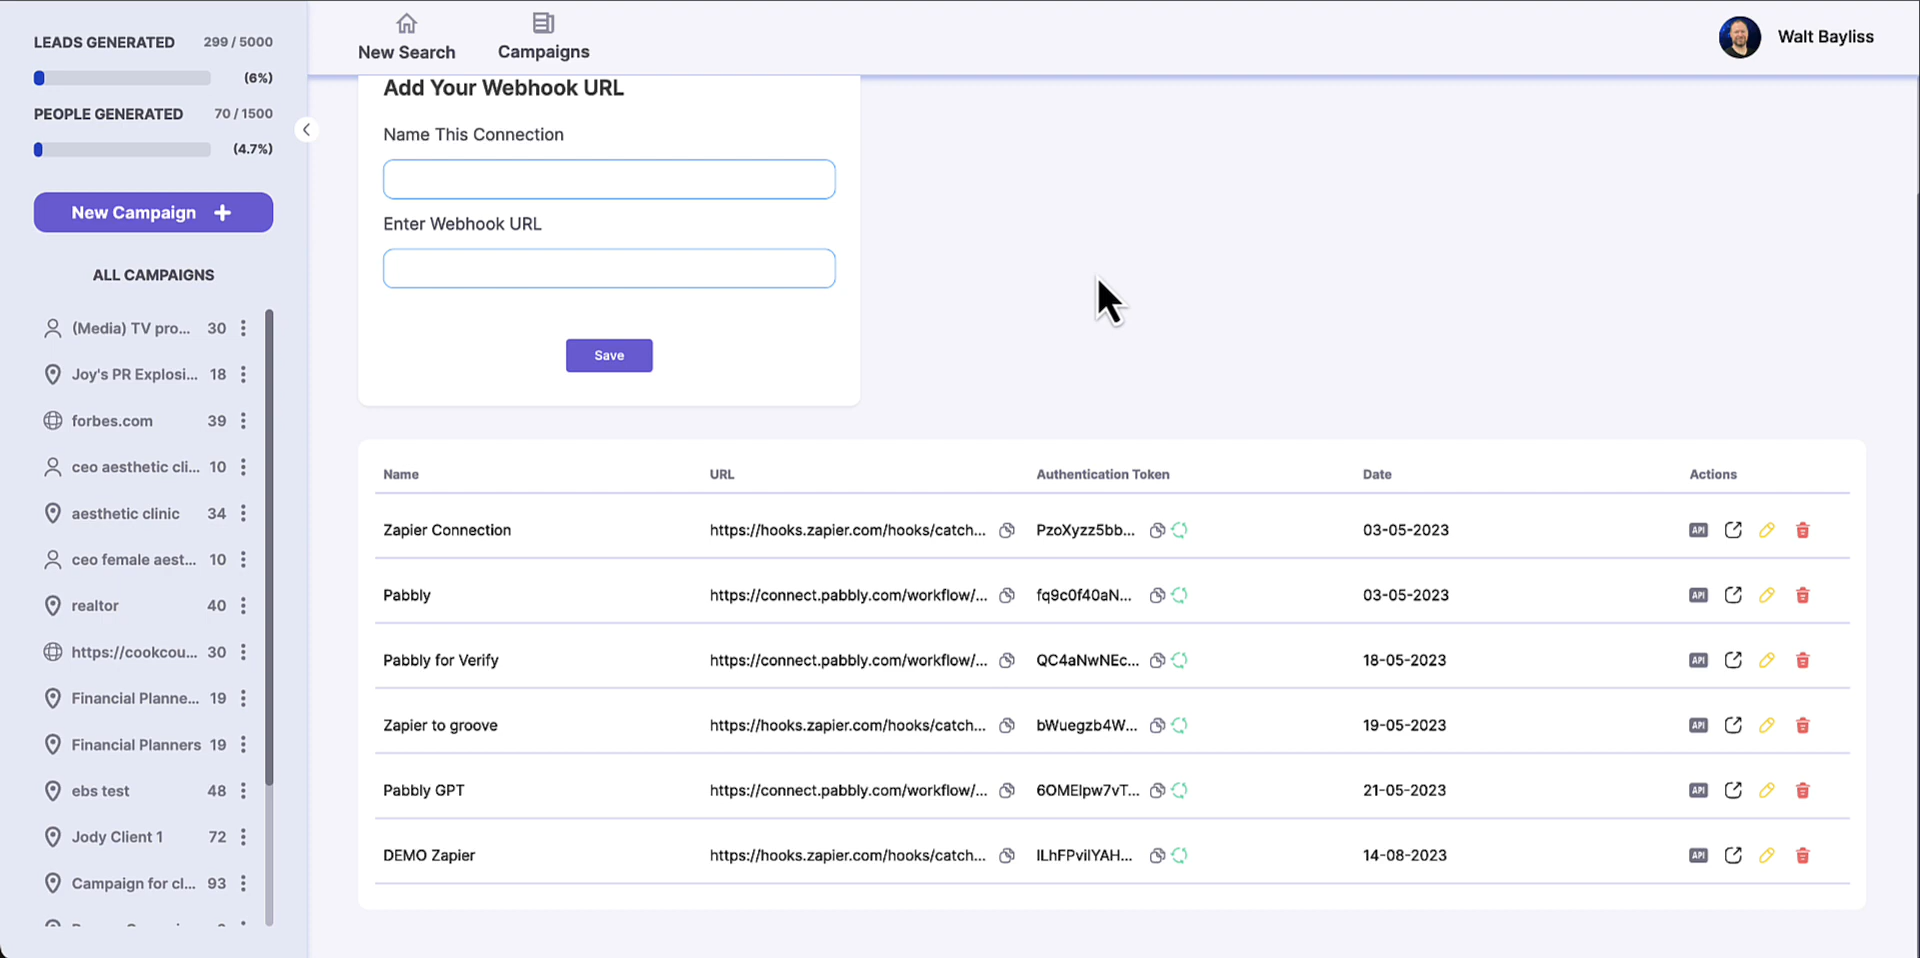 LEADS GENERATED 299 / 5000
(6%)
PEOPLE GENERATED 70 / 1500
(4.7%)
New Campaign +
ALL CAMPAIGNS
(Media) TV pro... 30
Joy's PR Explosi... 18
forbes.com 39
ceo aesthetic cli... 10
aesthetic clinic 34
ceo female aest... 10
realtor 40
https://cookcou... 30
Financial Planne... 19
Financial Planners 19
ebs test 48
Jody Client 1 72
Campaign for cl... 93
New Search
Campaigns
Walt Bayliss
Add Your Webhook URL
Name This Connection
Enter Webhook URL
Save
Name URL Authentication Token Date Actions
Zapier Connection https://hooks.zapier.com/hooks/catch... PzoXyzz5bb... 03-05-2023 API
Pabbly https://connect.pabbly.com/workflow/... fq9c0f40aN... 03-05-2023 API
Pabbly for Verify https://connect.pabbly.com/workflow/... QC4aNwNEc... 18-05-2023 API
Zapier to groove https://hooks.zapier.com/hooks/catch... bWuegzb4W... 19-05-2023 API
Pabbly GPT https://connect.pabbly.com/workflow/... 6OMElpw7vT... 21-05-2023 API
DEMO Zapier https://hooks.zapier.com/hooks/catch... ILhFPvilYAH... 14-08-2023 API